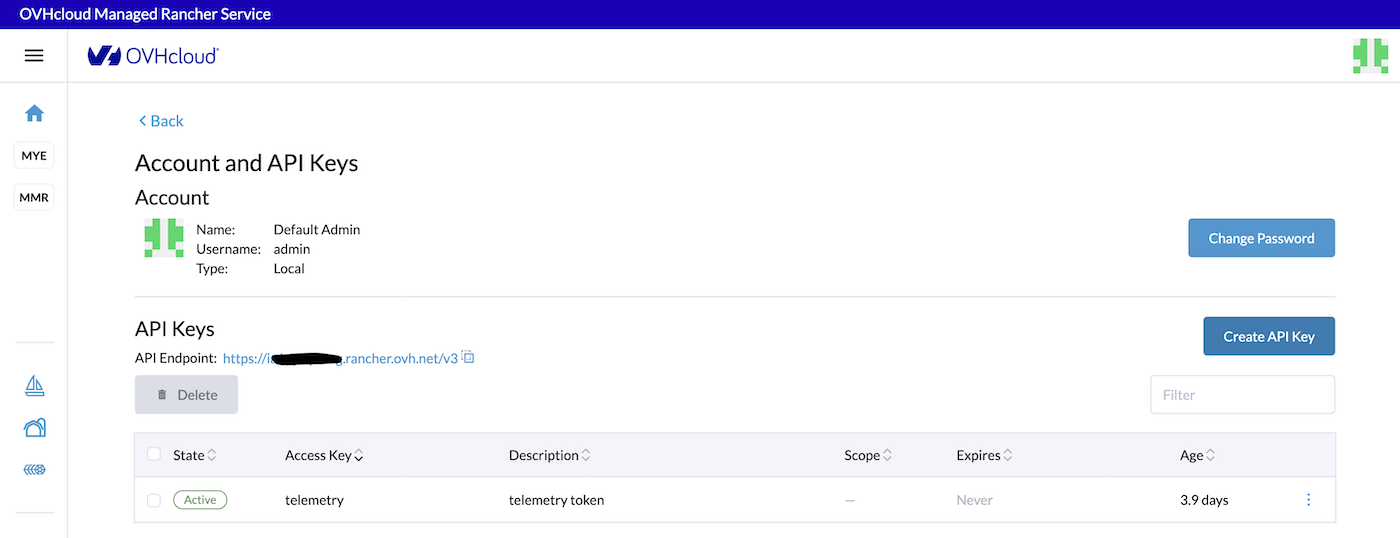 OVHcloud Managed Rancher Service
OVHcloud
MYE
MMR
Back
Account and API Keys
Account
Name: Default Admin
Username: admin
Type: Local
Change Password
API Keys
Create API Key
API Endpoint: https:// .rancher.ovh.net/v3
Delete
Filter
State Access Key Description Scope Expires Age
Active telemetry telemetry token — Never 3.9 days